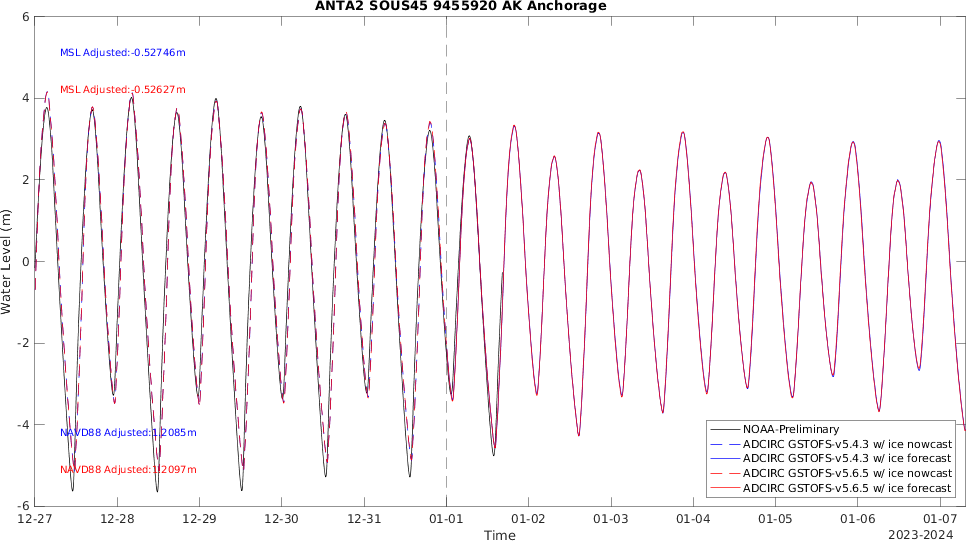 ANTA2 SOUS45 9455920 AK Anchorage
MSL Adjusted:-0.52746m
MSL Adjusted:-0.52627m
NAVD88 Adjusted:1.2085m
NAVD88 Adjusted:1.2097m
Water Level (m)
6
4
2
0
-2
-4
-6
NOAA-Preliminary
ADCIRC GSTOFS-v5.4.3 w/ ice nowcast
ADCIRC GSTOFS-v5.4.3 w/ ice forecast
ADCIRC GSTOFS-v5.6.5 w/ ice nowcast
ADCIRC GSTOFS-v5.6.5 w/ ice forecast
12-27 12-28 12-29 12-30 12-31 01-01 01-02 01-03 01-04 01-05 01-06 01-07
2023-2024
Time